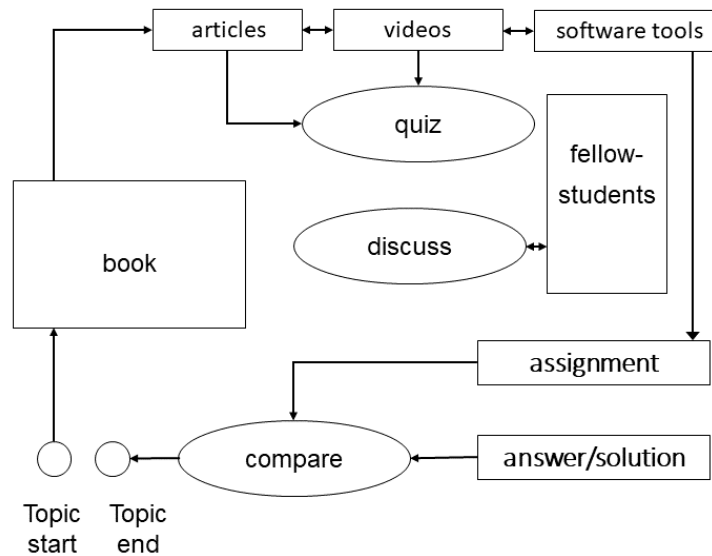 articles
videos
software tools
quiz
fellow-
students
book
discuss
assignment
compare
answer/solution
Topic
start
Topic
end